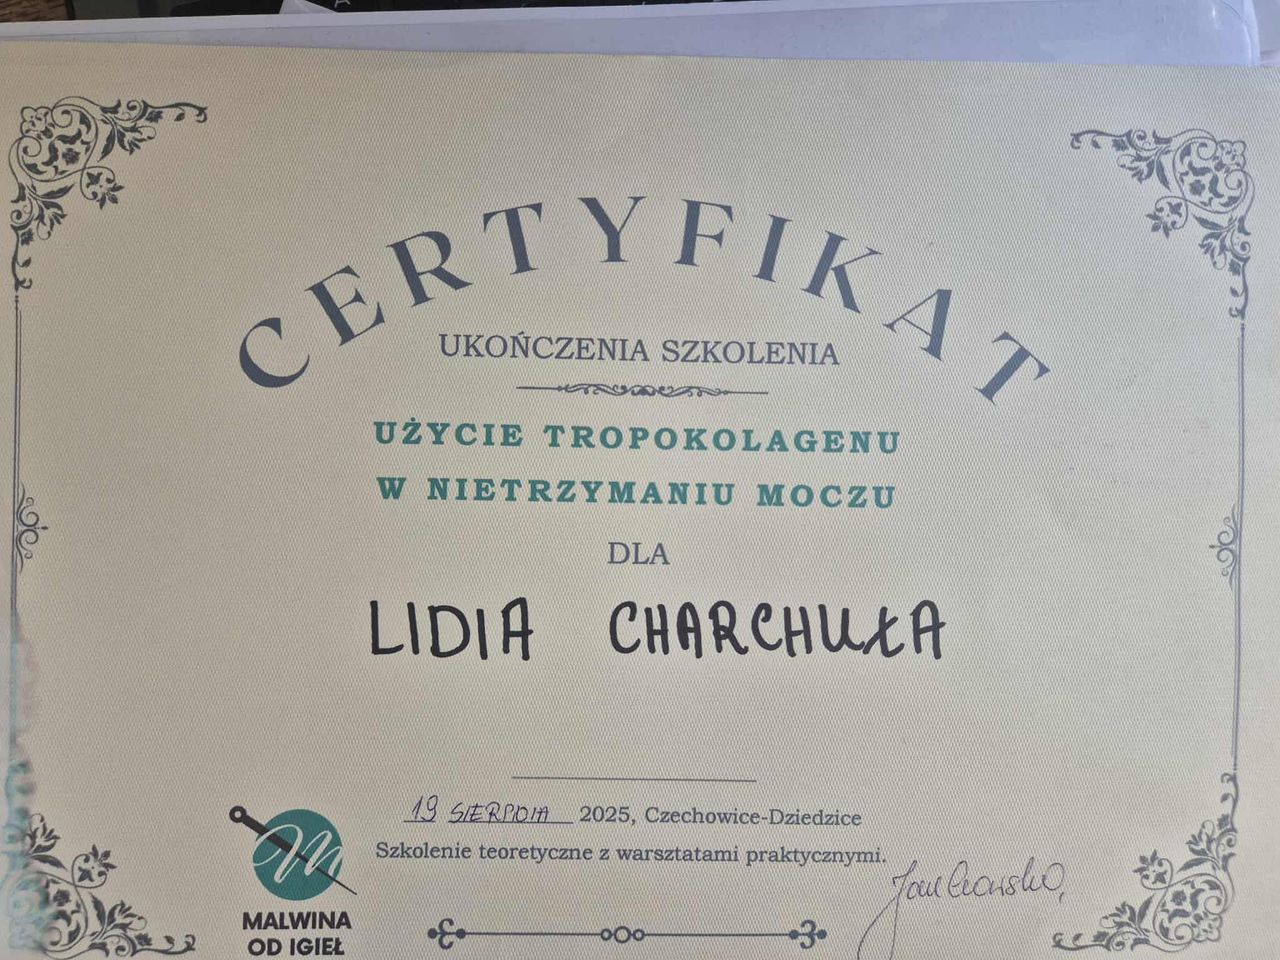 CERTYFIKAT
UKOŃCZENIA SZKOLENIA
UŻYCIE TROPOKOLAGENU
W NIETRZYMANIU MOCZU
DLA
LIDIA CHARCHUŁA
19 SIERPNIA 2025, Czechowice-Dziedzice
Szkolenie teoretyczne z warsztatami praktycznymi.
M
MALWINA
OD IGIEŁ